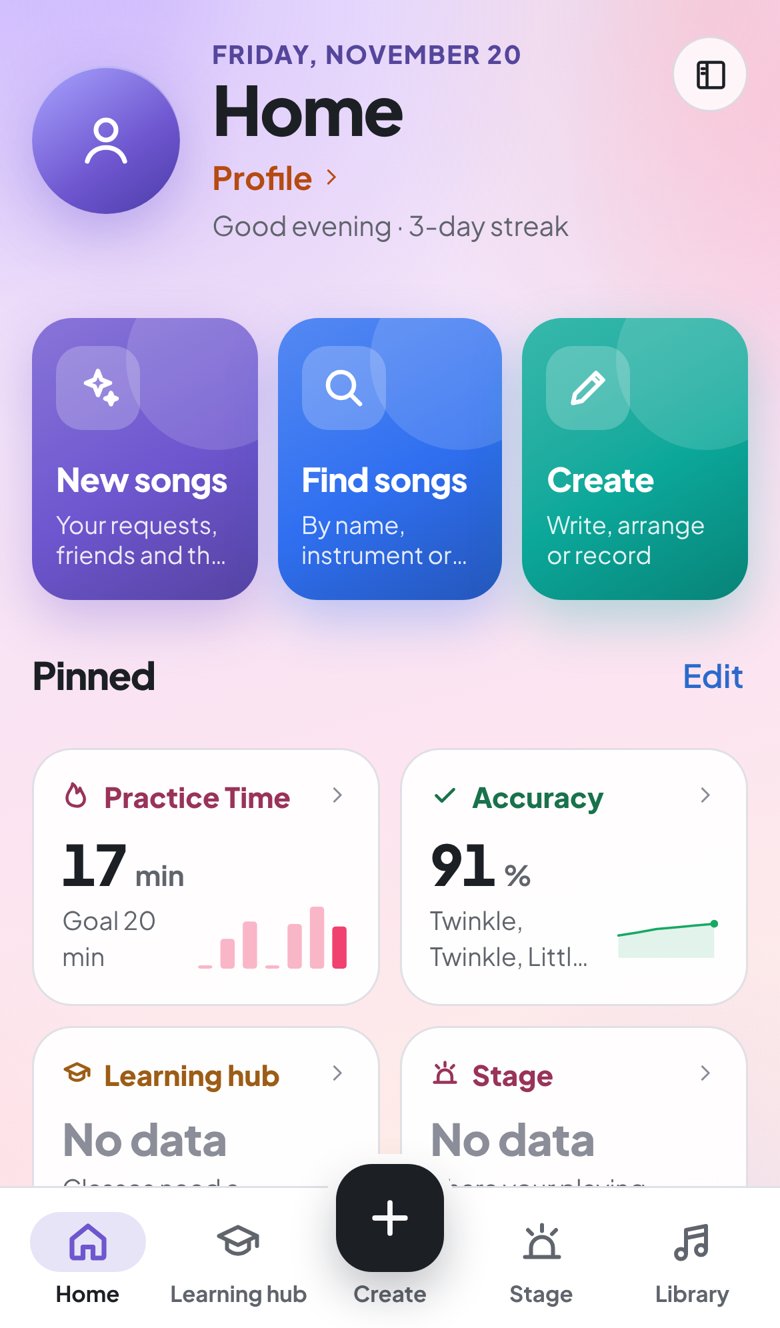 FRIDAY, NOVEMBER 20
Home
Profile
Good evening · 3-day streak
New songs
Your requests,
friends and th...
Find songs
By name,
instrument or...
Create
Write, arrange
or record
Pinned
Edit
Practice Time
17 min
Goal 20
min
Accuracy
91 %
Twinkle,
Twinkle, Littl...
Learning hub
No data
Stage
No data
Home
Learning hub
Create
Stage
Library